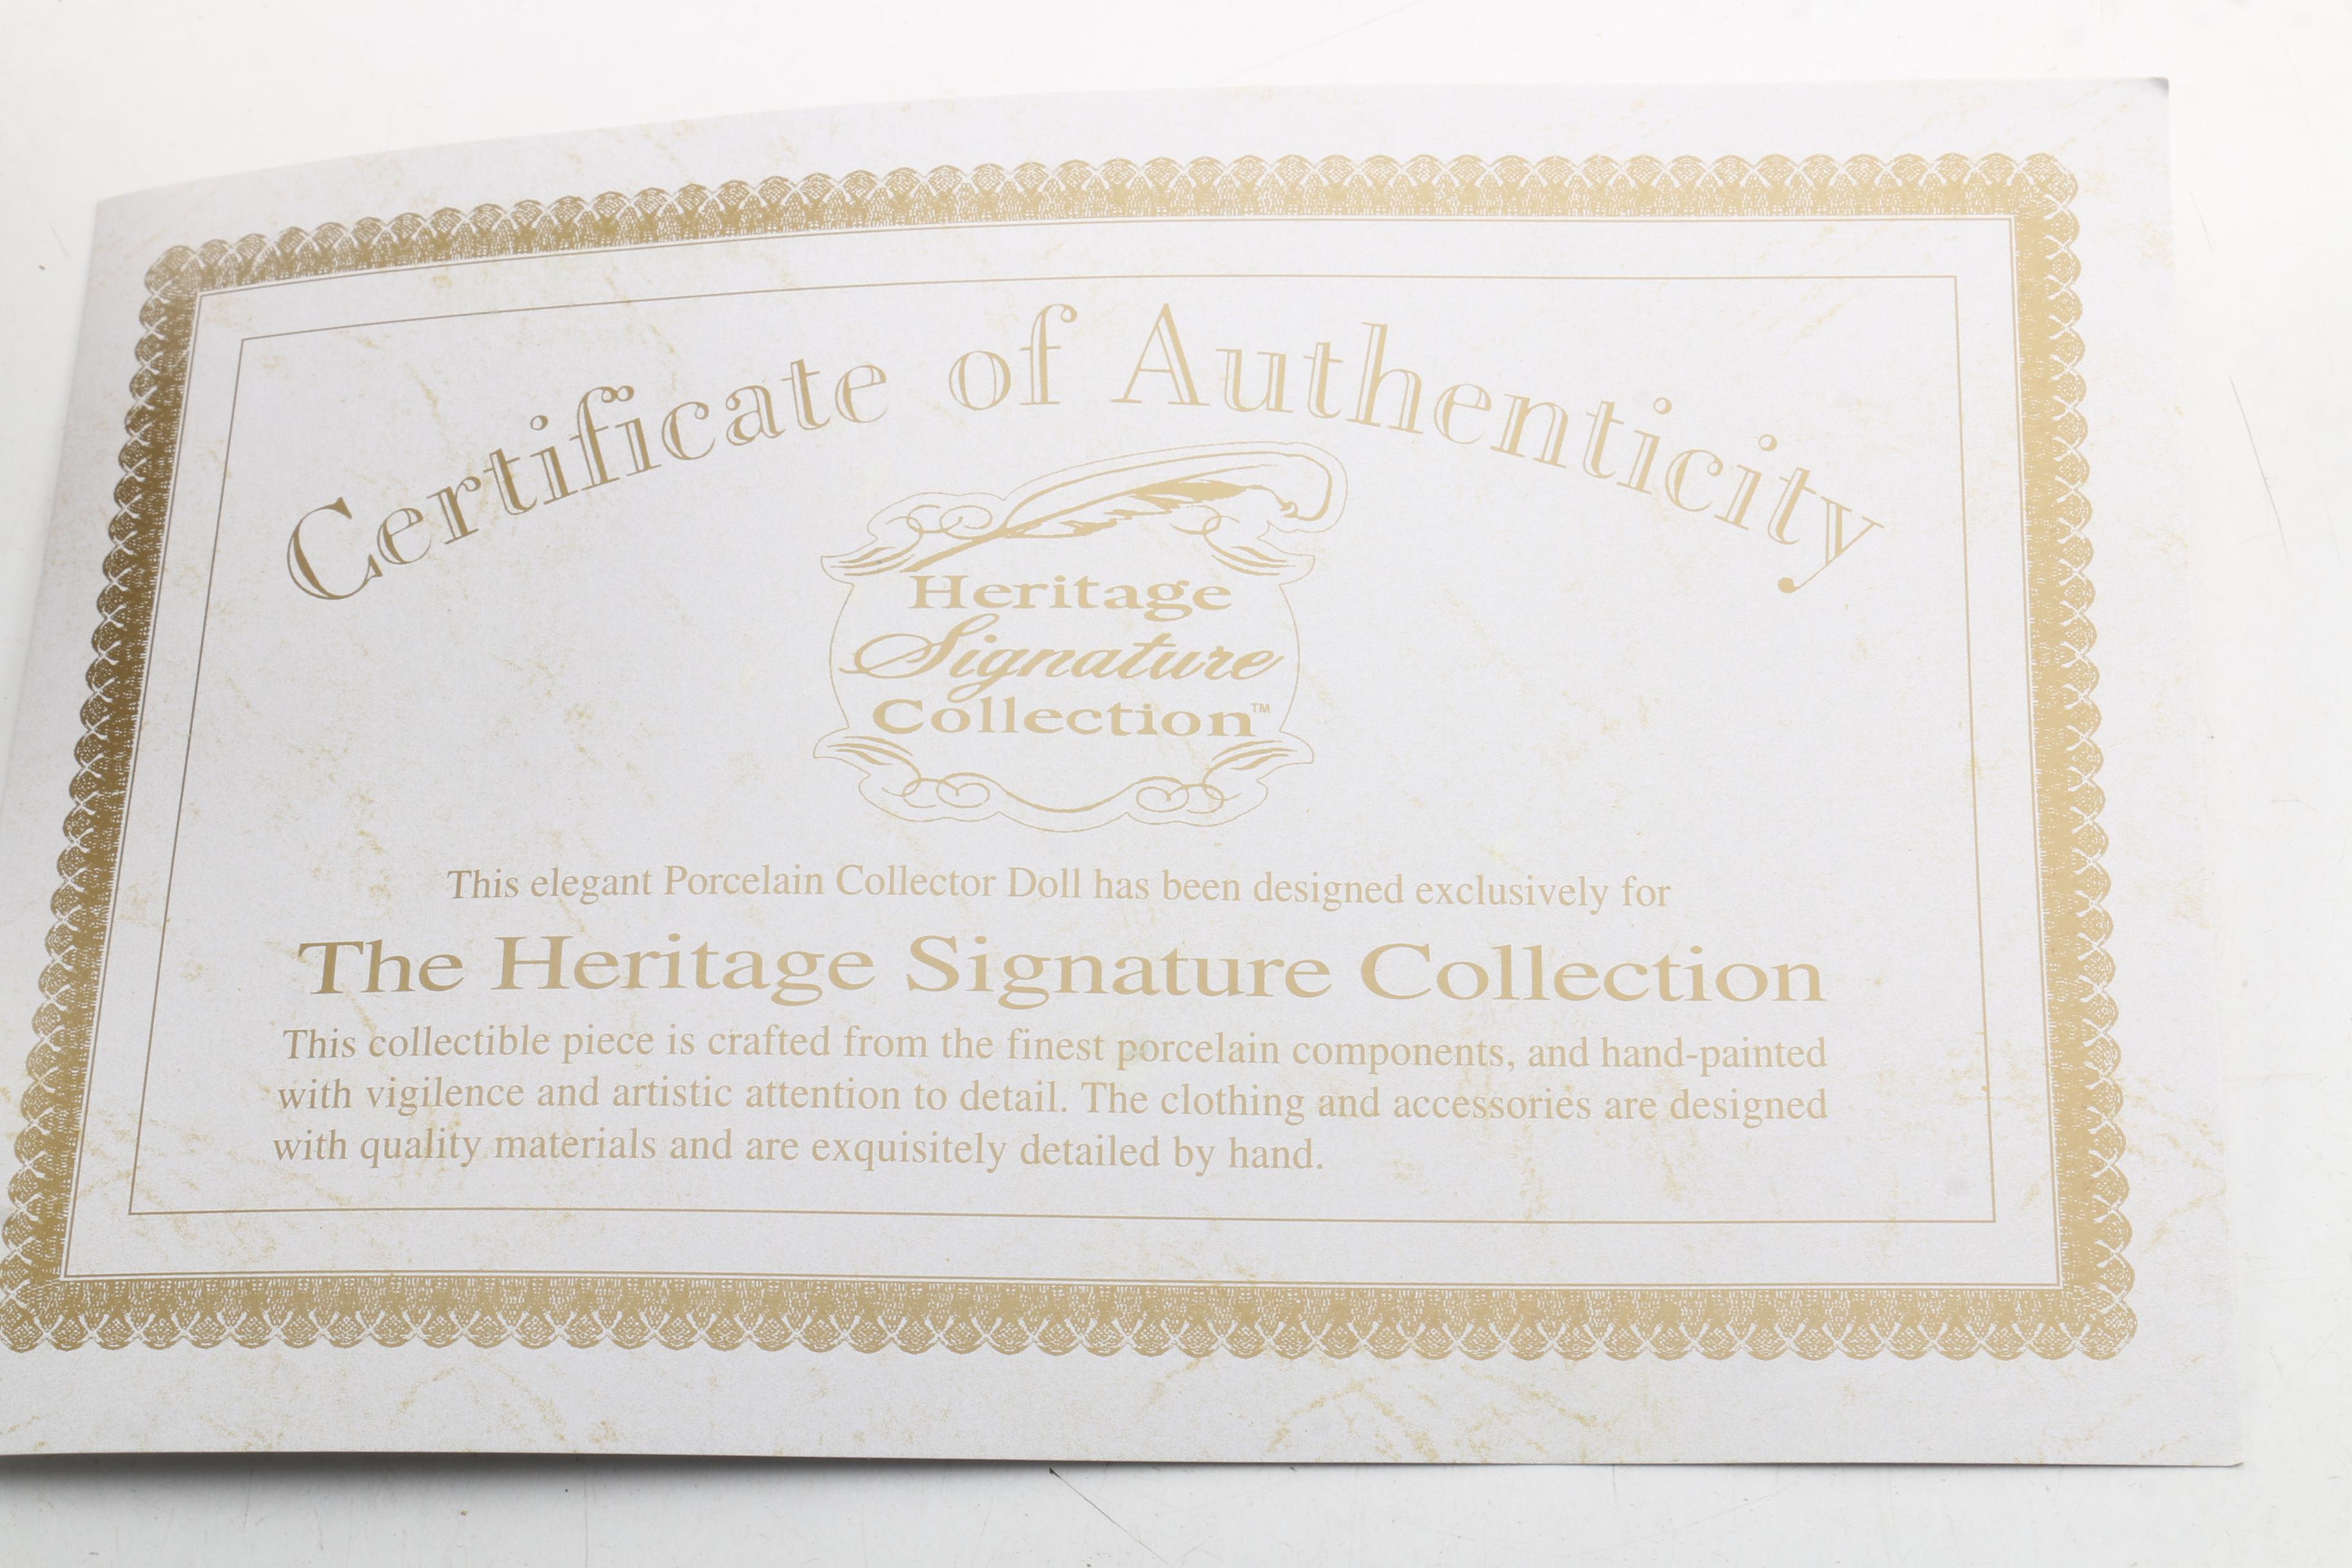 Certificate of Authenticity
Heritage
Signature
Collection™
This elegant Porcelain Collector Doll has been designed exclusively for
The Heritage Signature Collection
This collectible piece is crafted from the finest porcelain components, and hand-painted
with vigilence and artistic attention to detail. The clothing and accessories are designed
with quality materials and are exquisitely detailed by hand.